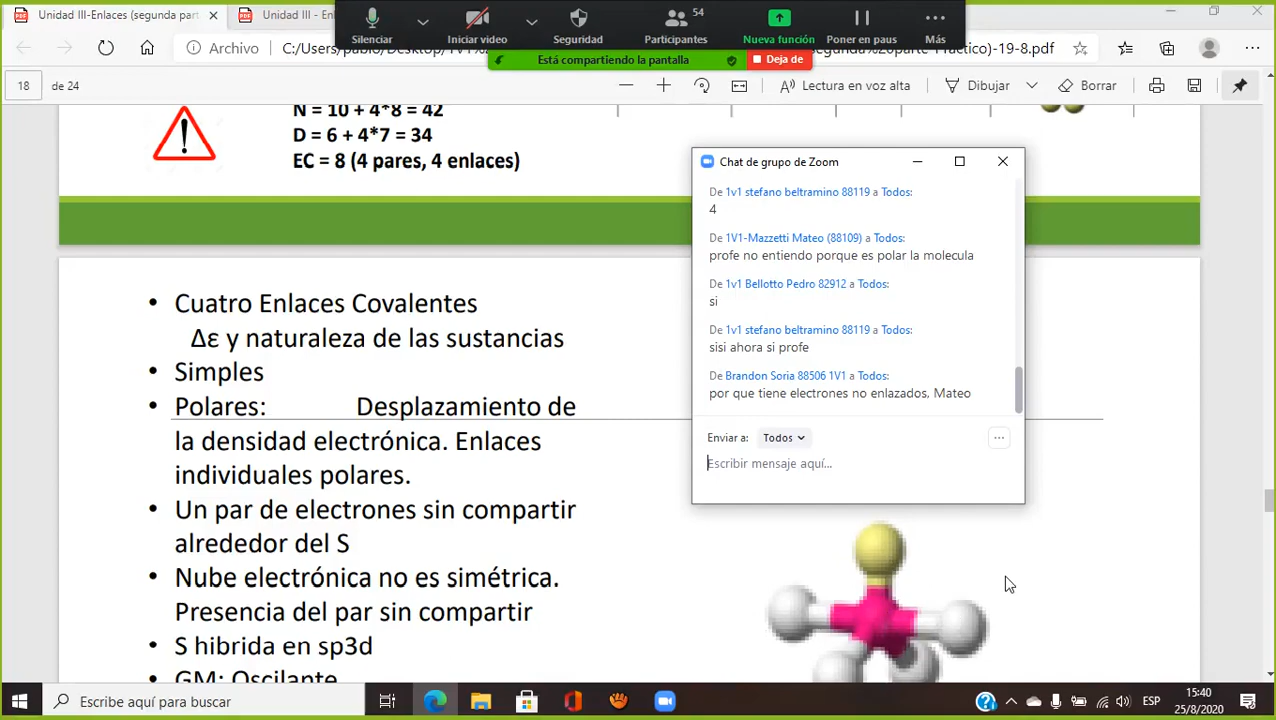 Unidad III-Enlaces (segunda part
Unidad III - En
Silenciar
Iniciar video
Seguridad
54
Participantes
Nueva función
Poner en paus
Más
Está compartiendo la pantalla
Deja de
Archivo
C:/Users/pablo/Desktop/1V1%2
segunda%20parte-Practico)-19-8.pdf
18
de 24
Lectura en voz alta
Dibujar
Borrar
N = 10 + 4*8 = 42
D = 6 + 4*7 = 34
EC = 8 (4 pares, 4 enlaces)
• Cuatro Enlaces Covalentes
Δε y naturaleza de las sustancias
• Simples
• Polares: Desplazamiento de
la densidad electrónica. Enlaces
individuales polares.
• Un par de electrones sin compartir
alrededor del S
• Nube electrónica no es simétrica.
Presencia del par sin compartir
• S hibrida en sp3d
• GM: Oscilante
Chat de grupo de Zoom
De 1v1 stefano beltramino 88119 a Todos:
4
De 1V1-Mazzetti Mateo (88109) a Todos:
profe no entiendo porque es polar la molecula
De 1v1 Bellotto Pedro 82912 a Todos:
si
De 1v1 stefano beltramino 88119 a Todos:
sisi ahora si profe
De Brandon Soria 88506 1V1 a Todos:
por que tiene electrones no enlazados, Mateo
Enviar a: Todos
Escribir mensaje aquí...
Escribe aquí para buscar
ESP
15:40
25/8/2020